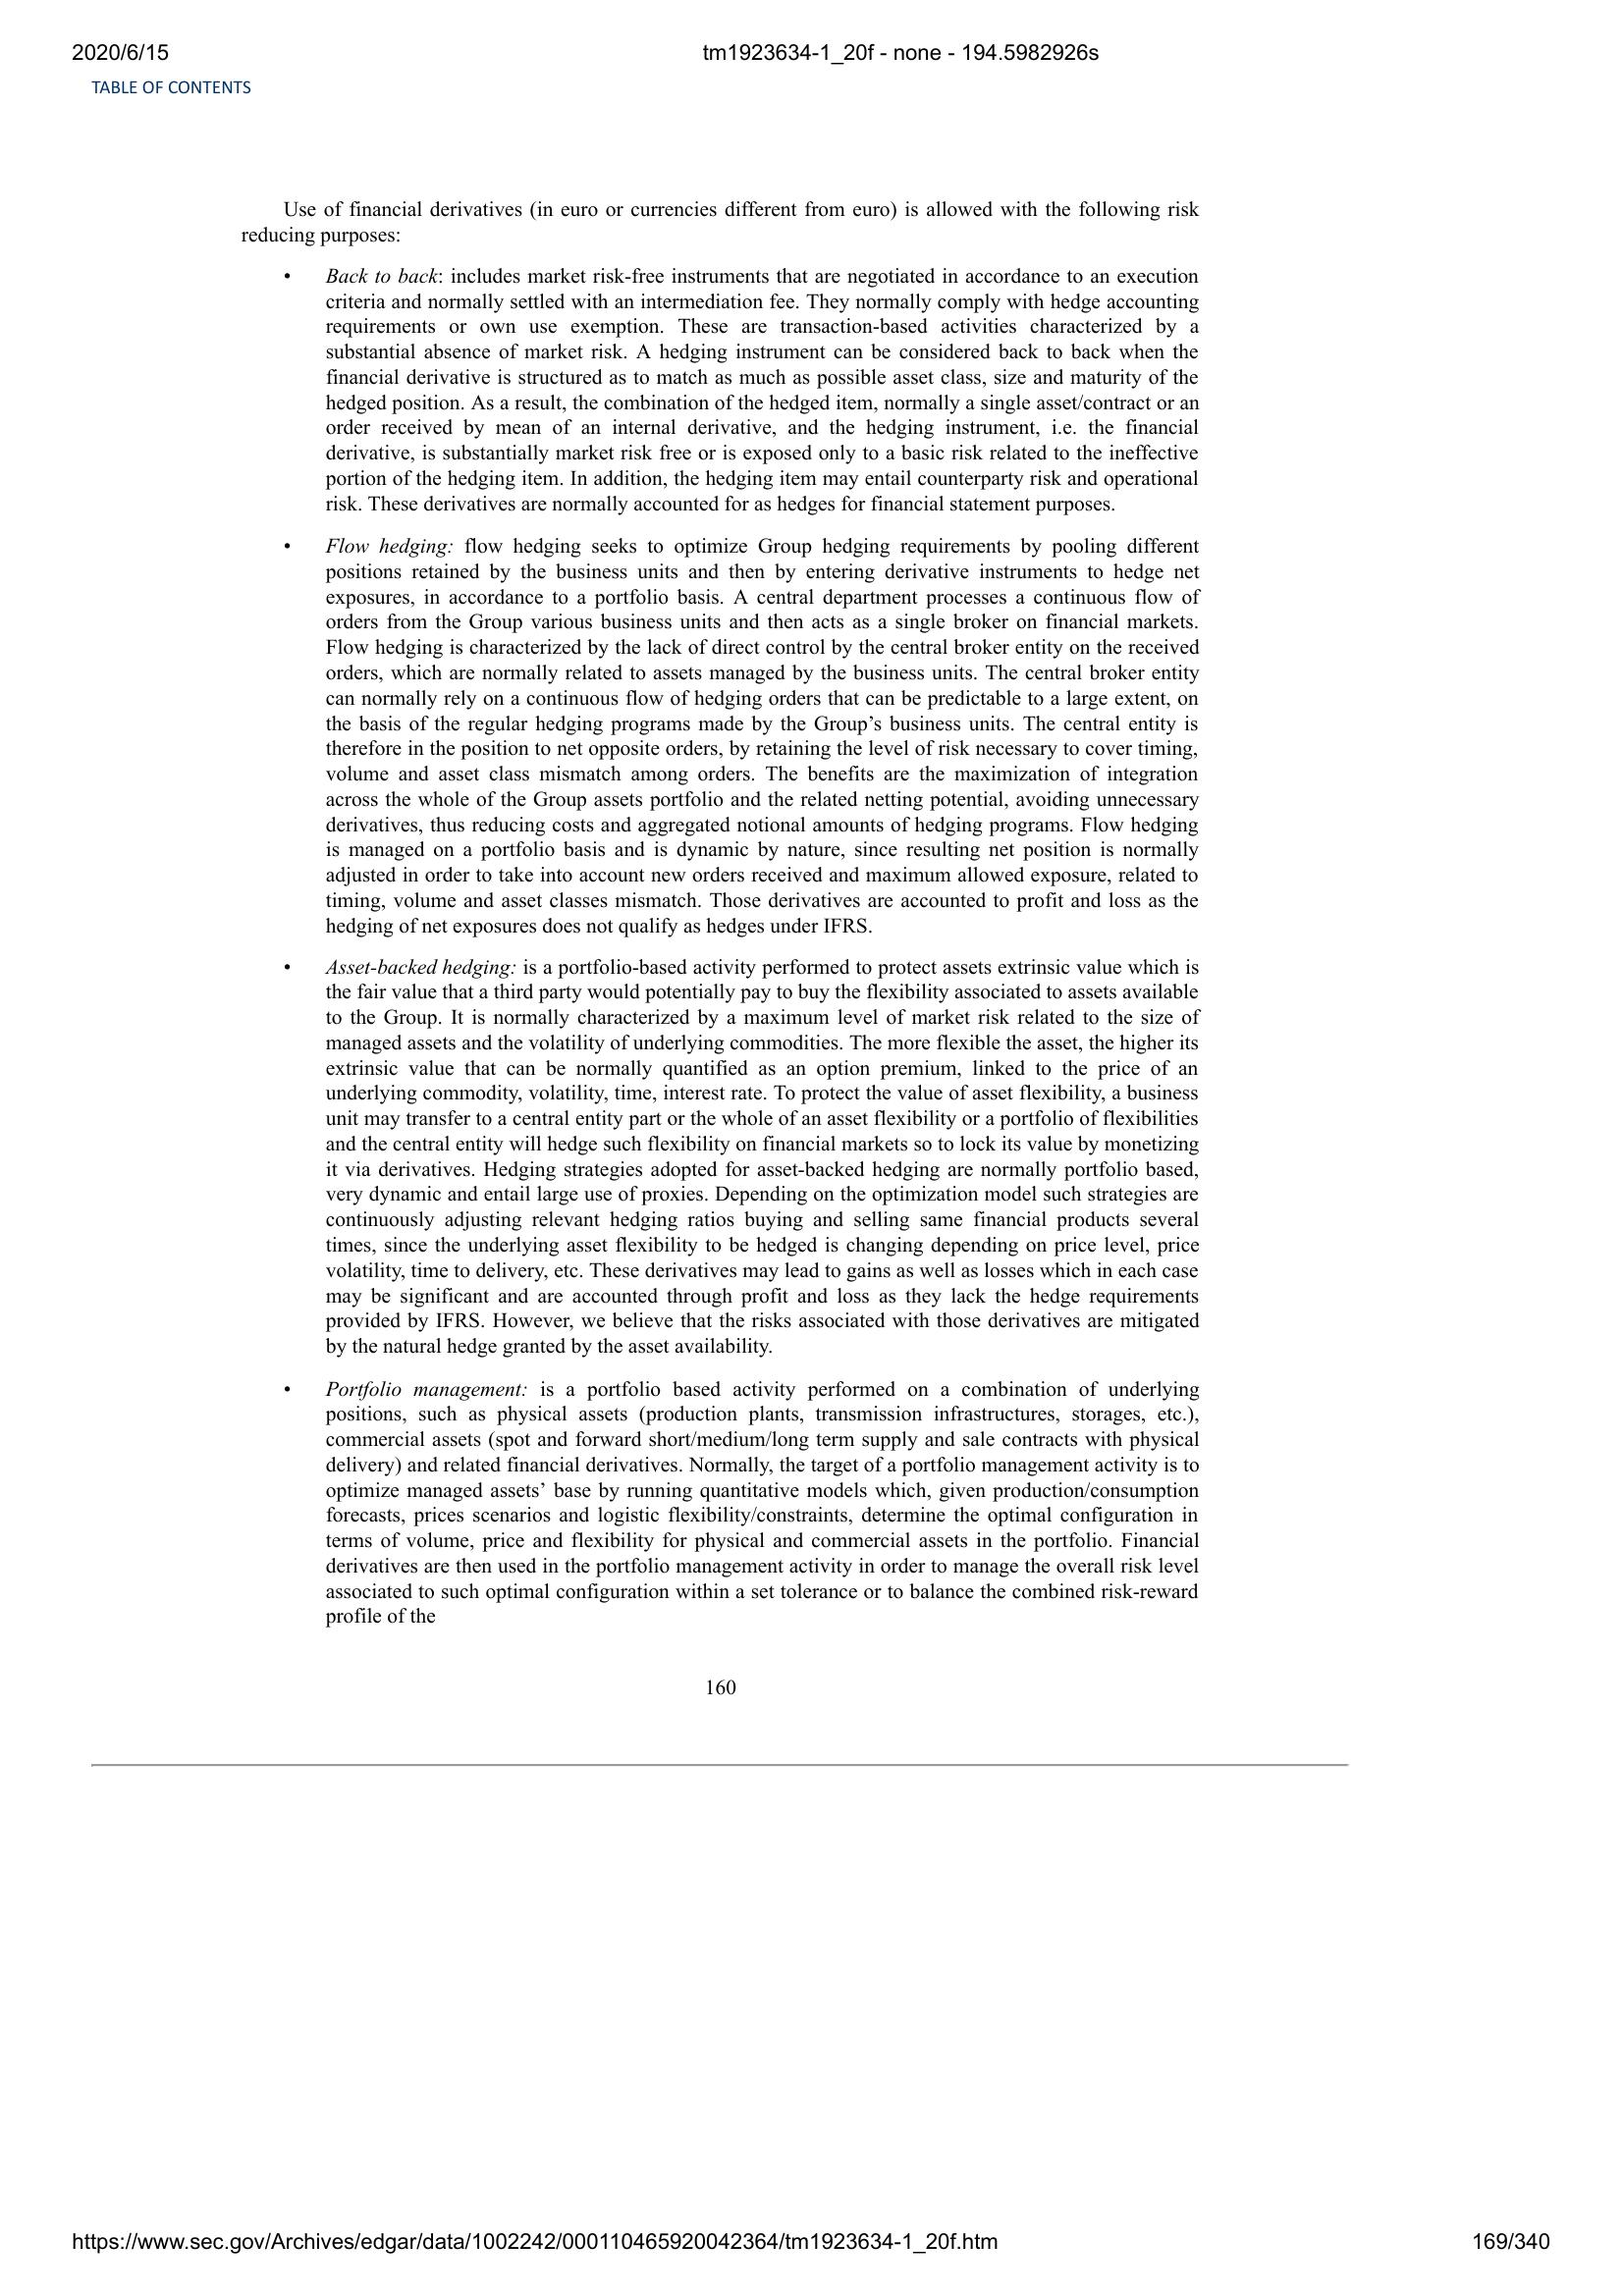 2020/6/15
tm1923634-1_20f - none - 194.5982926s
TABLE OF CONTENTS
Use of financial derivatives (in euro or currencies different from euro) is allowed with the following risk
reducing purposes:
• Back to back: includes market risk-free instruments that are negotiated in accordance to an execution
criteria and normally settled with an intermediation fee. They normally comply with hedge accounting
requirements or own use exemption. These are transaction-based activities characterized by a
substantial absence of market risk. A hedging instrument can be considered back to back when the
financial derivative is structured as to match as much as possible asset class, size and maturity of the
hedged position. As a result, the combination of the hedged item, normally a single asset/contract or an
order received by mean of an internal derivative, and the hedging instrument, i.e. the financial
derivative, is substantially market risk free or is exposed only to a basic risk related to the ineffective
portion of the hedging item. In addition, the hedging item may entail counterparty risk and operational
risk. These derivatives are normally accounted for as hedges for financial statement purposes.
• Flow hedging: flow hedging seeks to optimize Group hedging requirements by pooling different
positions retained by the business units and then by entering derivative instruments to hedge net
exposures, in accordance to a portfolio basis. A central department processes a continuous flow of
orders from the Group various business units and then acts as a single broker on financial markets.
Flow hedging is characterized by the lack of direct control by the central broker entity on the received
orders, which are normally related to assets managed by the business units. The central broker entity
can normally rely on a continuous flow of hedging orders that can be predictable to a large extent, on
the basis of the regular hedging programs made by the Group’s business units. The central entity is
therefore in the position to net opposite orders, by retaining the level of risk necessary to cover timing,
volume and asset class mismatch among orders. The benefits are the maximization of integration
across the whole of the Group assets portfolio and the related netting potential, avoiding unnecessary
derivatives, thus reducing costs and aggregated notional amounts of hedging programs. Flow hedging
is managed on a portfolio basis and is dynamic by nature, since resulting net position is normally
adjusted in order to take into account new orders received and maximum allowed exposure, related to
timing, volume and asset classes mismatch. Those derivatives are accounted to profit and loss as the
hedging of net exposures does not qualify as hedges under IFRS.
• Asset-backed hedging: is a portfolio-based activity performed to protect assets extrinsic value which is
the fair value that a third party would potentially pay to buy the flexibility associated to assets available
to the Group. It is normally characterized by a maximum level of market risk related to the size of
managed assets and the volatility of underlying commodities. The more flexible the asset, the higher its
extrinsic value that can be normally quantified as an option premium, linked to the price of an
underlying commodity, volatility, time, interest rate. To protect the value of asset flexibility, a business
unit may transfer to a central entity part or the whole of an asset flexibility or a portfolio of flexibilities
and the central entity will hedge such flexibility on financial markets so to lock its value by monetizing
it via derivatives. Hedging strategies adopted for asset-backed hedging are normally portfolio based,
very dynamic and entail large use of proxies. Depending on the optimization model such strategies are
continuously adjusting relevant hedging ratios buying and selling same financial products several
times, since the underlying asset flexibility to be hedged is changing depending on price level, price
volatility, time to delivery, etc. These derivatives may lead to gains as well as losses which in each case
may be significant and are accounted through profit and loss as they lack the hedge requirements
provided by IFRS. However, we believe that the risks associated with those derivatives are mitigated
by the natural hedge granted by the asset availability.
• Portfolio management: is a portfolio based activity performed on a combination of underlying
positions, such as physical assets (production plants, transmission infrastructures, storages, etc.),
commercial assets (spot and forward short/medium/long term supply and sale contracts with physical
delivery) and related financial derivatives. Normally, the target of a portfolio management activity is to
optimize managed assets’ base by running quantitative models which, given production/consumption
forecasts, prices scenarios and logistic flexibility/constraints, determine the optimal configuration in
terms of volume, price and flexibility for physical and commercial assets in the portfolio. Financial
derivatives are then used in the portfolio management activity in order to manage the overall risk level
associated to such optimal configuration within a set tolerance or to balance the combined risk-reward
profile of the
160
https://www.sec.gov/Archives/edgar/data/1002242/000110465920042364/tm1923634-1_20f.htm
169/340